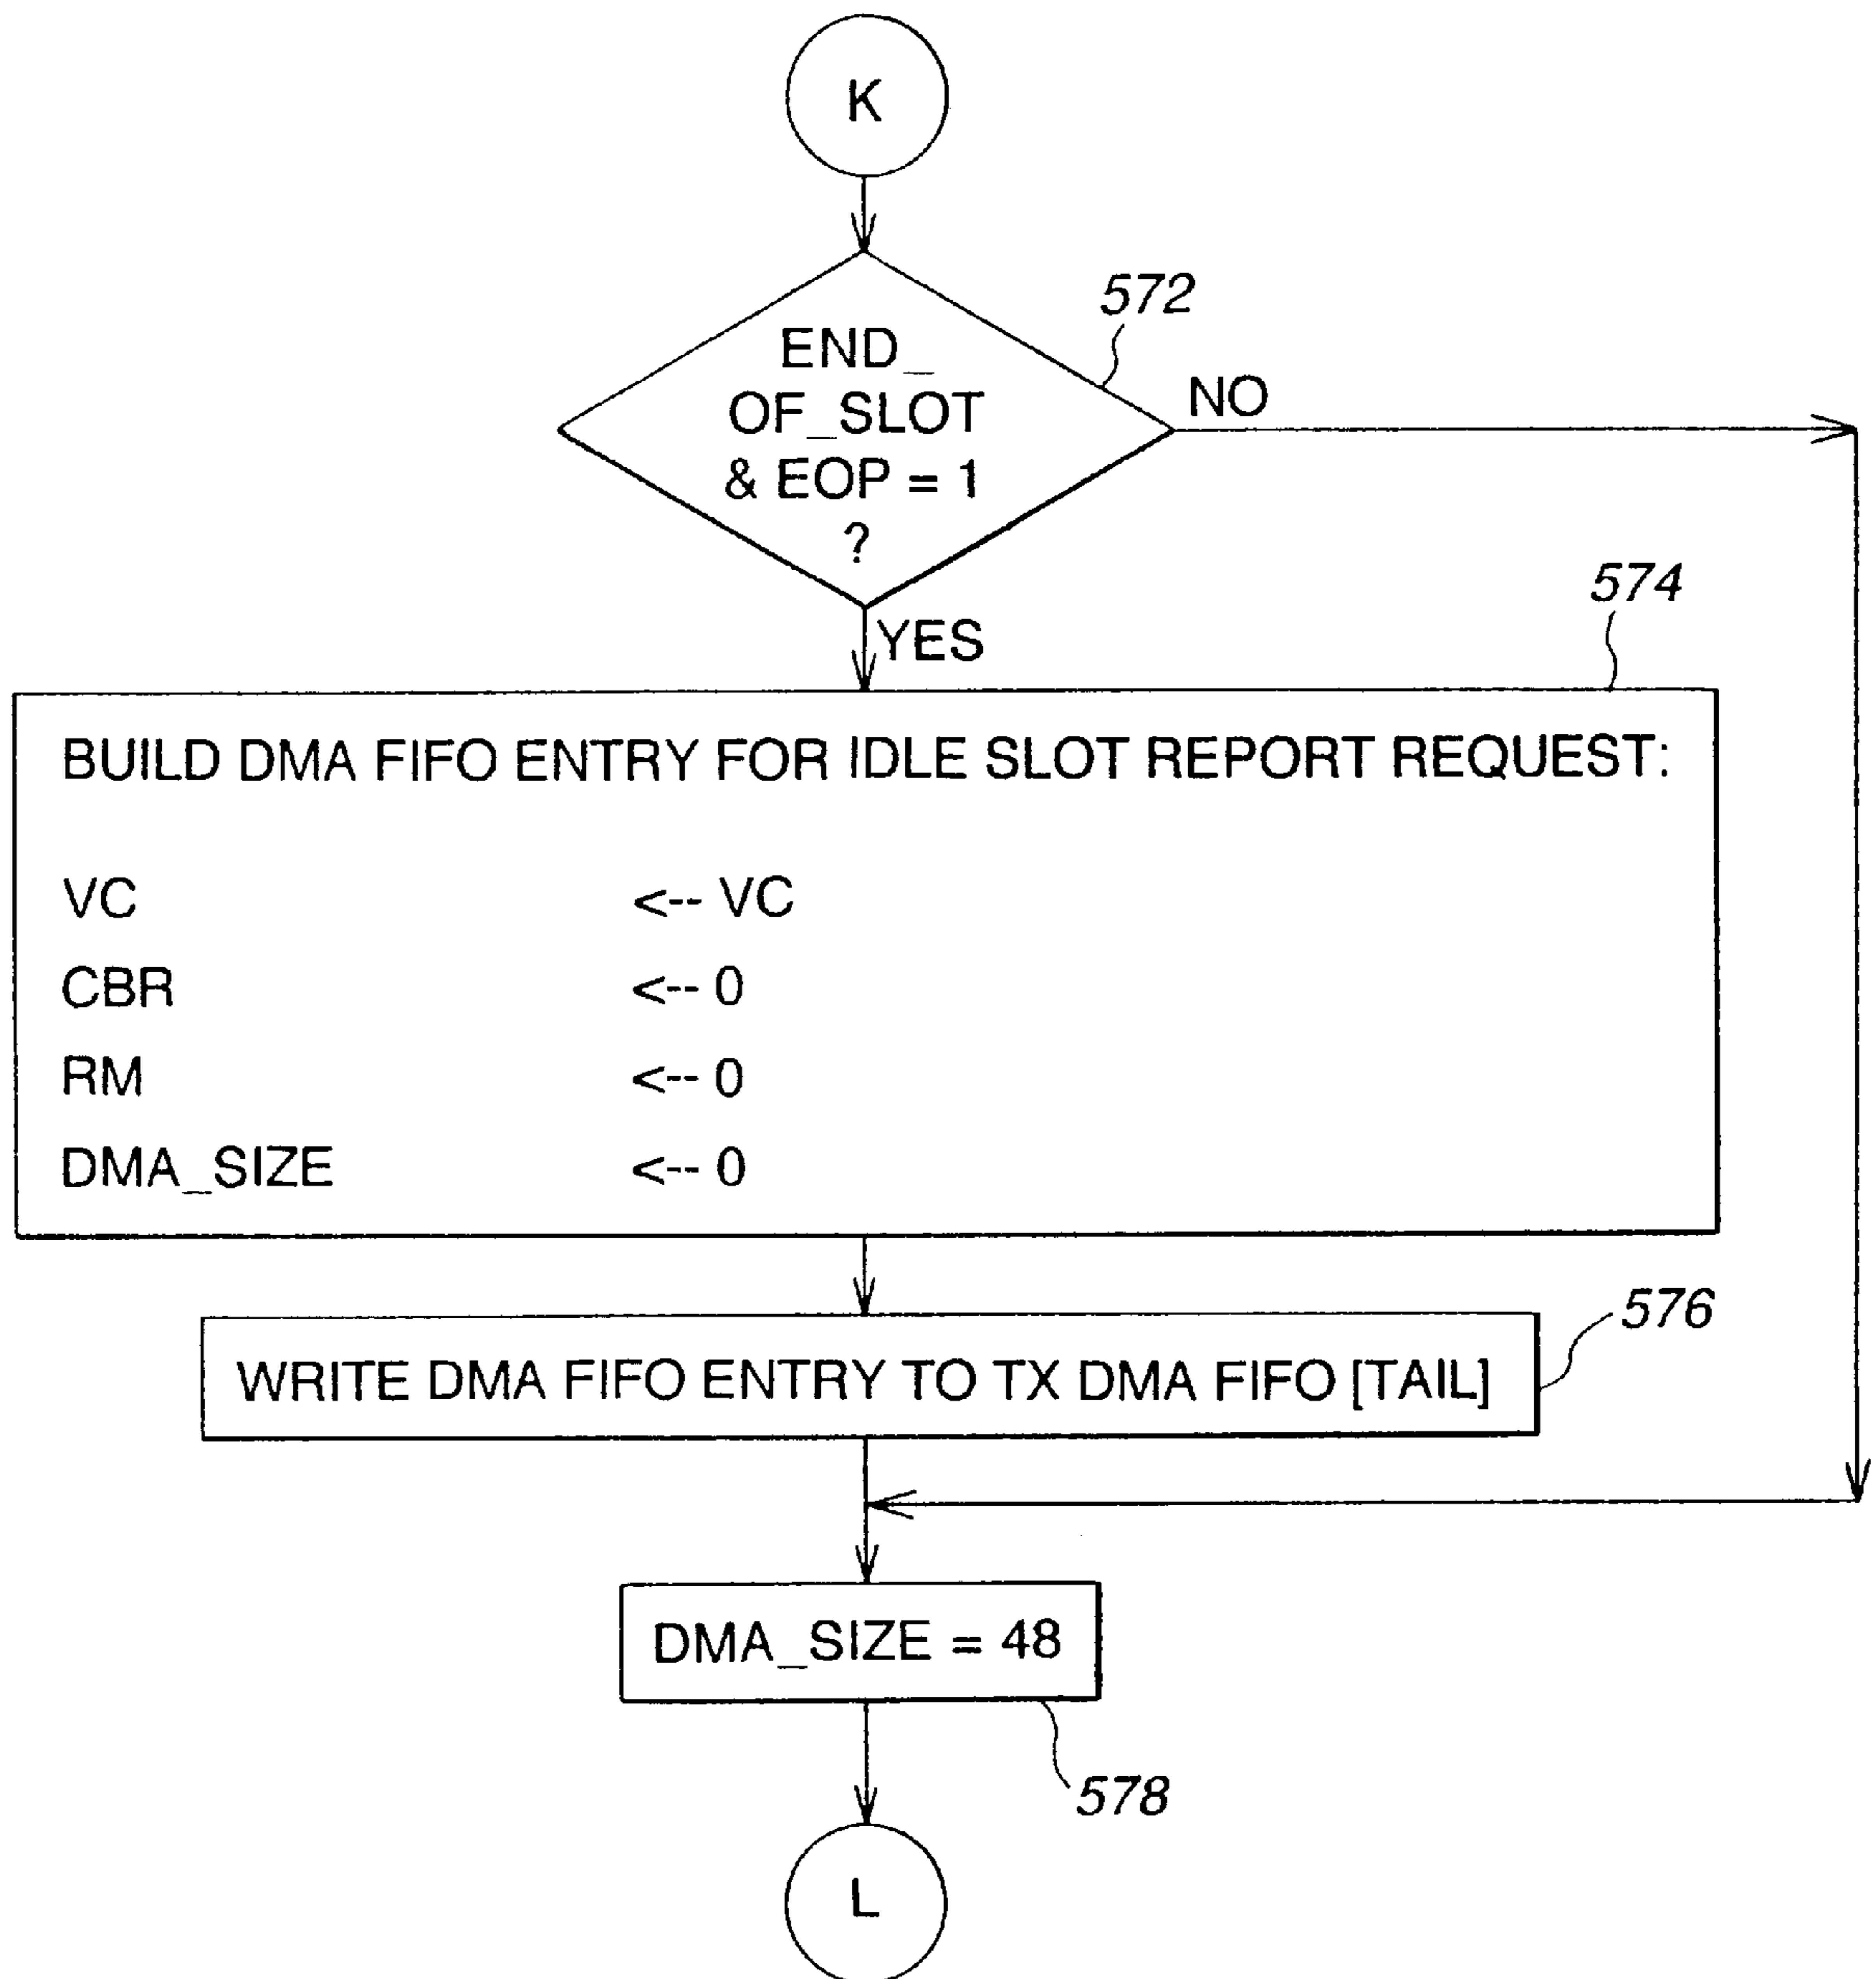 K
572
END_
OF_SLOT
& EOP = 1
?
NO
YES
574
BUILD DMA FIFO ENTRY FOR IDLE SLOT REPORT REQUEST:
VC <-- VC
CBR <-- 0
RM <-- 0
DMA_SIZE <-- 0
576
WRITE DMA FIFO ENTRY TO TX DMA FIFO [TAIL]
DMA_SIZE = 48
578
L